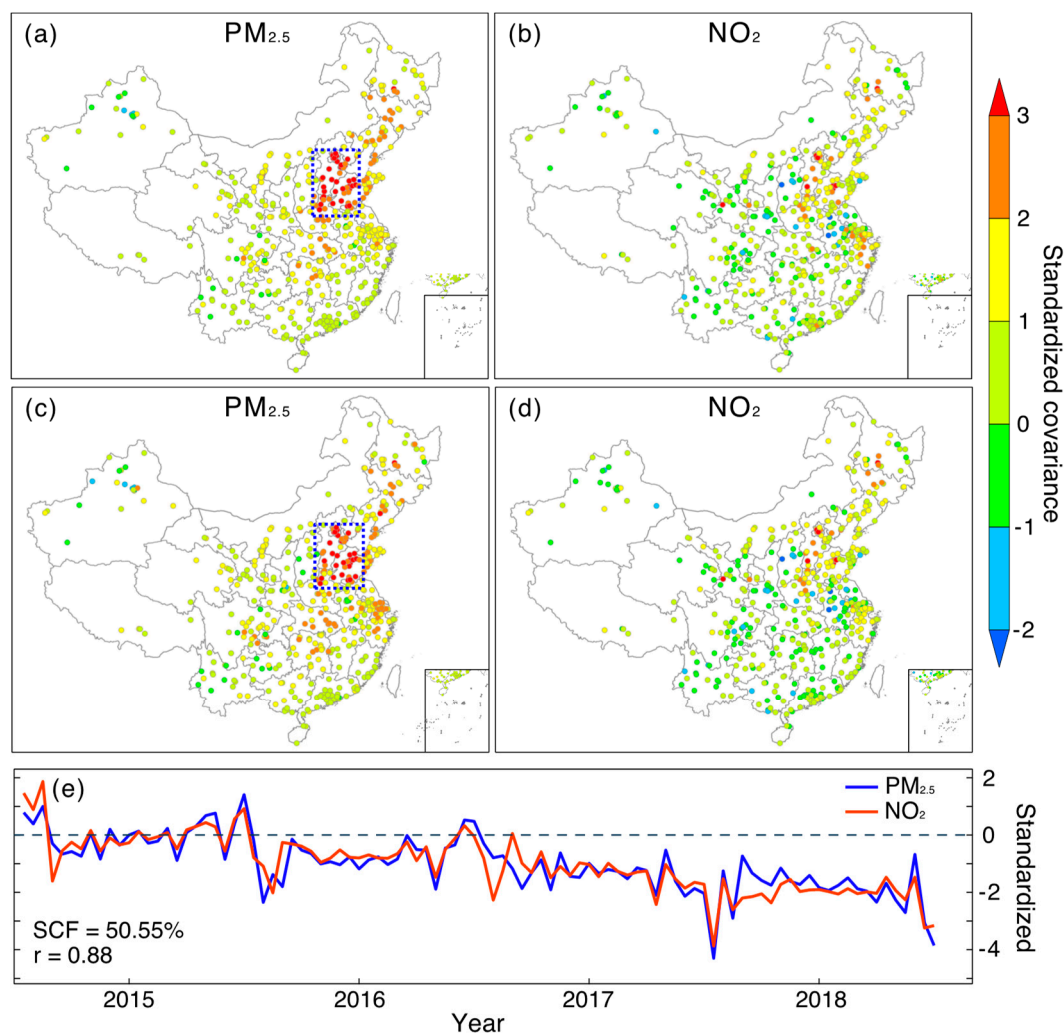 (a) PM2.5
(b) NO2
3
2
1
0
-1
-2
Standardized covariance
(c) PM2.5
(d) NO2
(e)
PM2.5
NO2
SCF = 50.55%
r = 0.88
2
0
-2
-4
Standardized
2015 2016 2017 2018
Year